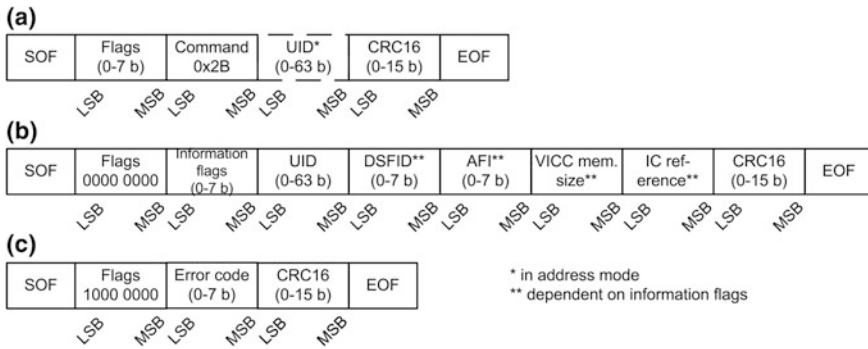 (a)
SOF
Flags
(0-7 b)
Command
0x2B
UID*
(0-63 b)
CRC16
(0-15 b)
EOF
LSB MSB LSB MSB LSB MSB LSB MSB
(b)
SOF
Flags
0000 0000
Information
flags
(0-7 b)
UID
(0-63 b)
DSFID**
(0-7 b)
AFI**
(0-7 b)
VICC mem.
size**
IC ref-
erence**
CRC16
(0-15 b)
EOF
LSB MSB LSB MSB LSB MSB LSB MSB LSB MSB LSB MSB LSB MSB LSB MSB
(c)
SOF
Flags
1000 0000
Error code
(0-7 b)
CRC16
(0-15 b)
EOF
LSB MSB LSB MSB LSB MSB
* in address mode
** dependent on information flags